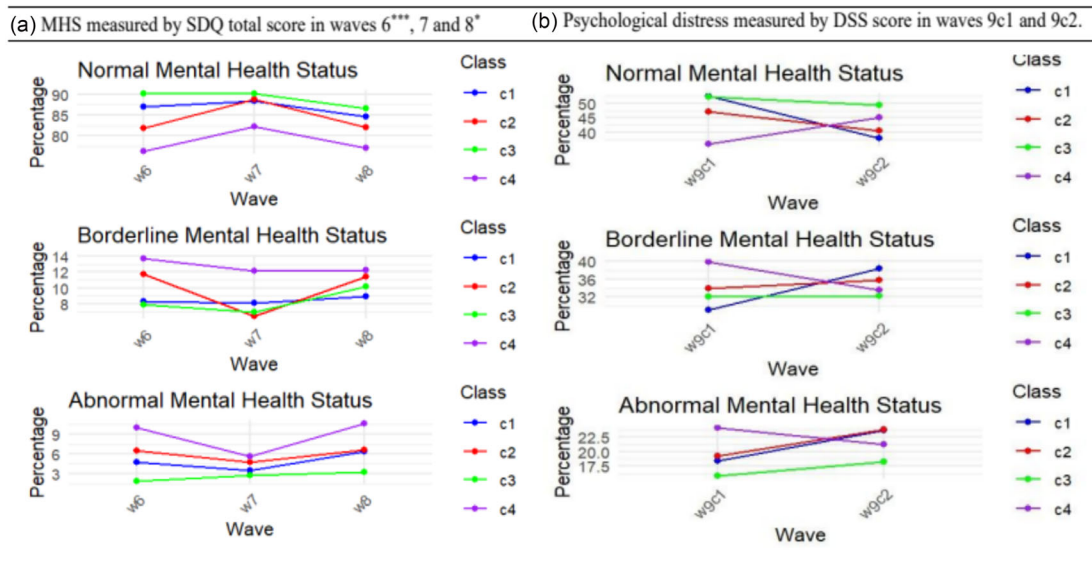 (a) MHS measured by SDQ total score in waves 6***, 7 and 8*
Normal Mental Health Status
Percentage
90
85
80
w6
w7
w8
Wave
Class
c1
c2
c3
c4
Borderline Mental Health Status
Percentage
14
12
10
8
w6
w7
w8
Wave
Class
c1
c2
c3
c4
Abnormal Mental Health Status
Percentage
9
6
3
w6
w7
w8
Wave
Class
c1
c2
c3
c4
(b) Psychological distress measured by DSS score in waves 9c1 and 9c2.
Normal Mental Health Status
Percentage
50
45
40
w9c1
w9c2
Wave
Class
c1
c2
c3
c4
Borderline Mental Health Status
Percentage
40
36
32
w9c1
w9c2
Wave
Class
c1
c2
c3
c4
Abnormal Mental Health Status
Percentage
22.5
20.0
17.5
w9c1
w9c2
Wave
Class
c1
c2
c3
c4